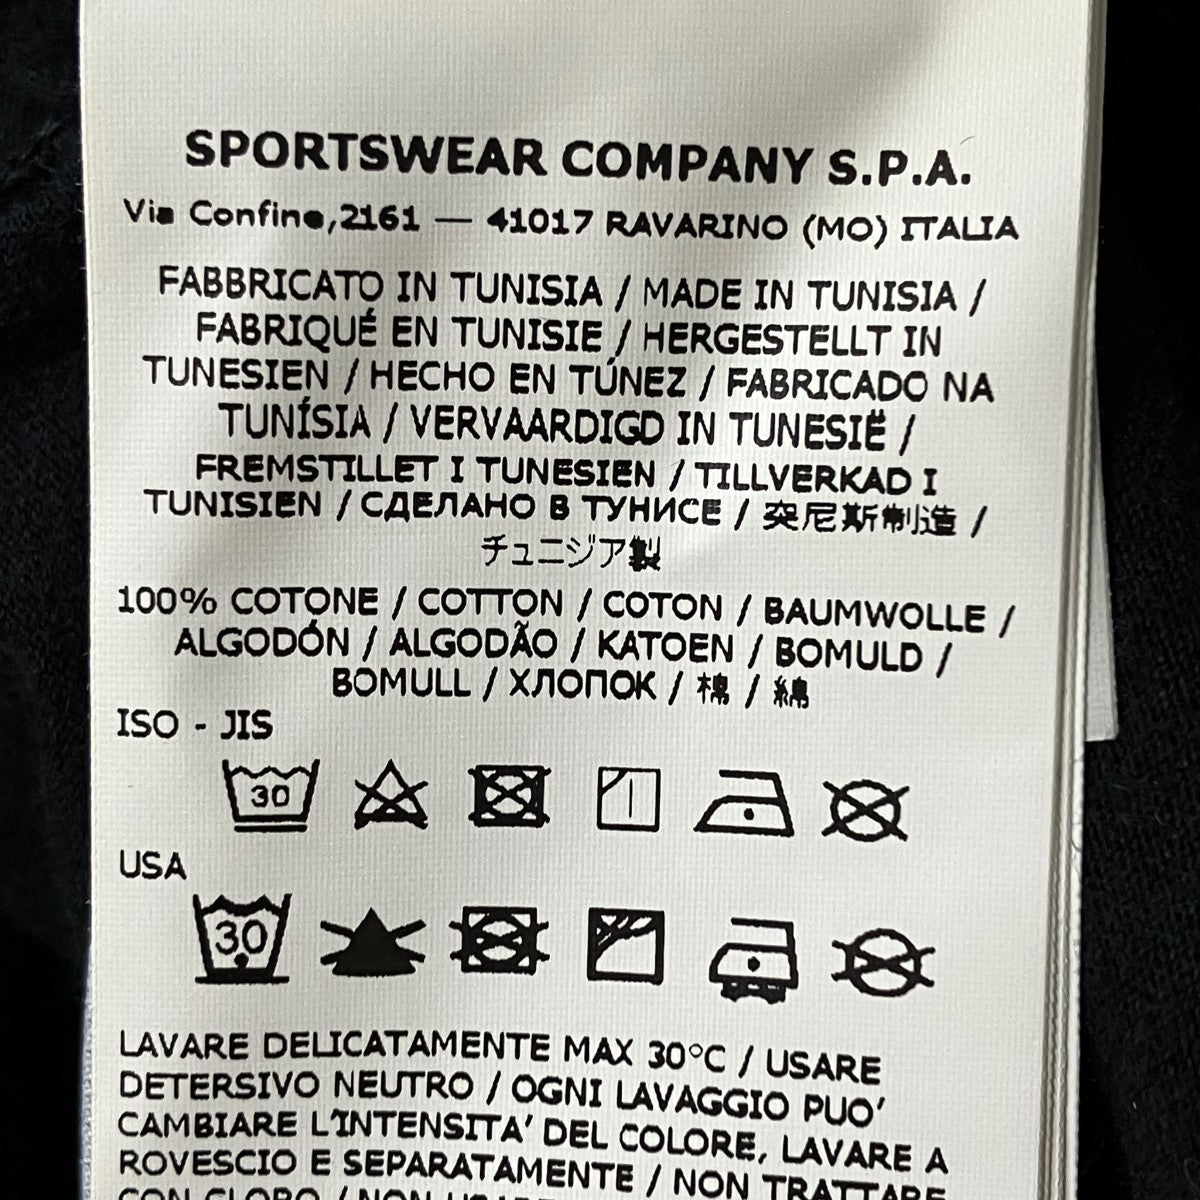 SPORTSWEAR COMPANY S.P.A.
Via Confine,2161 — 41017 RAVARINO (MO) ITALIA
FABBRICATO IN TUNISIA / MADE IN TUNISIA /
FABRIQUÉ EN TUNISIE / HERGESTELLT IN
TUNESIEN / HECHO EN TÚNEZ / FABRICADO NA
TUNÍSIA / VERVAARDIGD IN TUNESIË /
FREMSTILLET I TUNESIEN / TILLVERKAD I
TUNISIEN / СДЕЛАНО В ТУНИСЕ / 突尼斯制造 /
チュニジア製
100% COTONE / COTTON / COTON / BAUMWOLLE /
ALGODÓN / ALGODÃO / KATOEN / BOMULD /
BOMULL / ХЛОПОК / 棉 / 綿
ISO - JIS
30
USA
30
LAVARE DELICATAMENTE MAX 30°C / USARE
DETERSIVO NEUTRO / OGNI LAVAGGIO PUO'
CAMBIARE L'INTENSITA' DEL COLORE, LAVARE A
ROVESCIO E SEPARATAMENTE / NON TRATTARE
CON CLORO / NON USARE